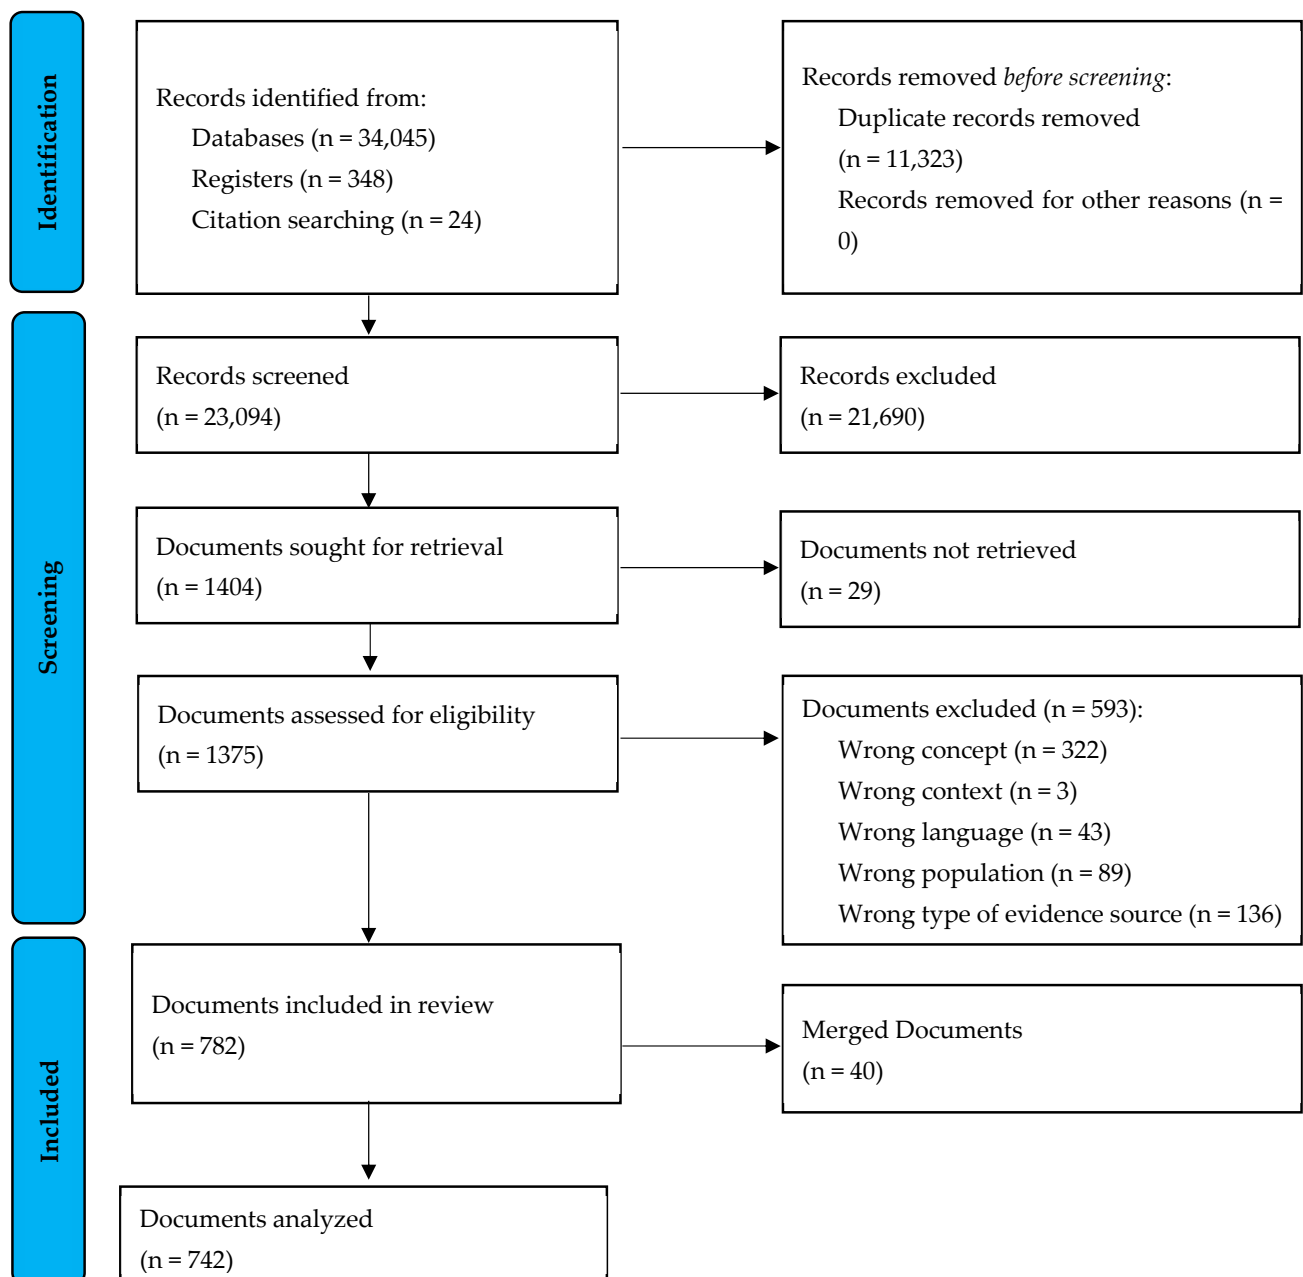 Identification
Records identified from:
Databases (n = 34,045)
Registers (n = 348)
Citation searching (n = 24)
Records removed before screening:
Duplicate records removed
(n = 11,323)
Records removed for other reasons (n =
0)
Screening
Records screened
(n = 23,094)
Records excluded
(n = 21,690)
Documents sought for retrieval
(n = 1404)
Documents not retrieved
(n = 29)
Documents assessed for eligibility
(n = 1375)
Documents excluded (n = 593):
Wrong concept (n = 322)
Wrong context (n = 3)
Wrong language (n = 43)
Wrong population (n = 89)
Wrong type of evidence source (n = 136)
Included
Documents included in review
(n = 782)
Merged Documents
(n = 40)
Documents analyzed
(n = 742)